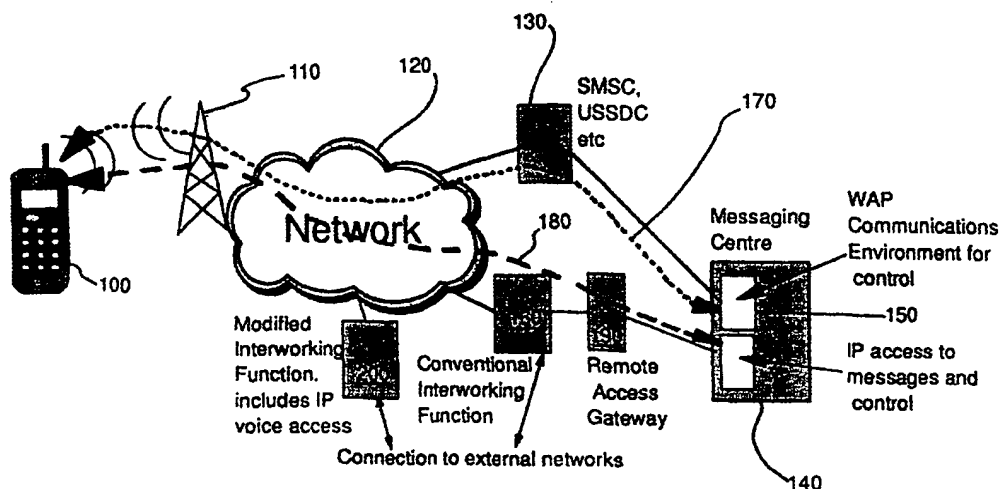 130
110
120
SMSC,
USSDC
etc
170
Messaging
Centre
WAP
Communications
Environment for
control
Network
180
100
150
Modified
Interworking
Function.
includes IP
voice access
200
Conventional
Interworking
Function
Remote
Access
Gateway
IP access to
messages and
control
Connection to external networks
140